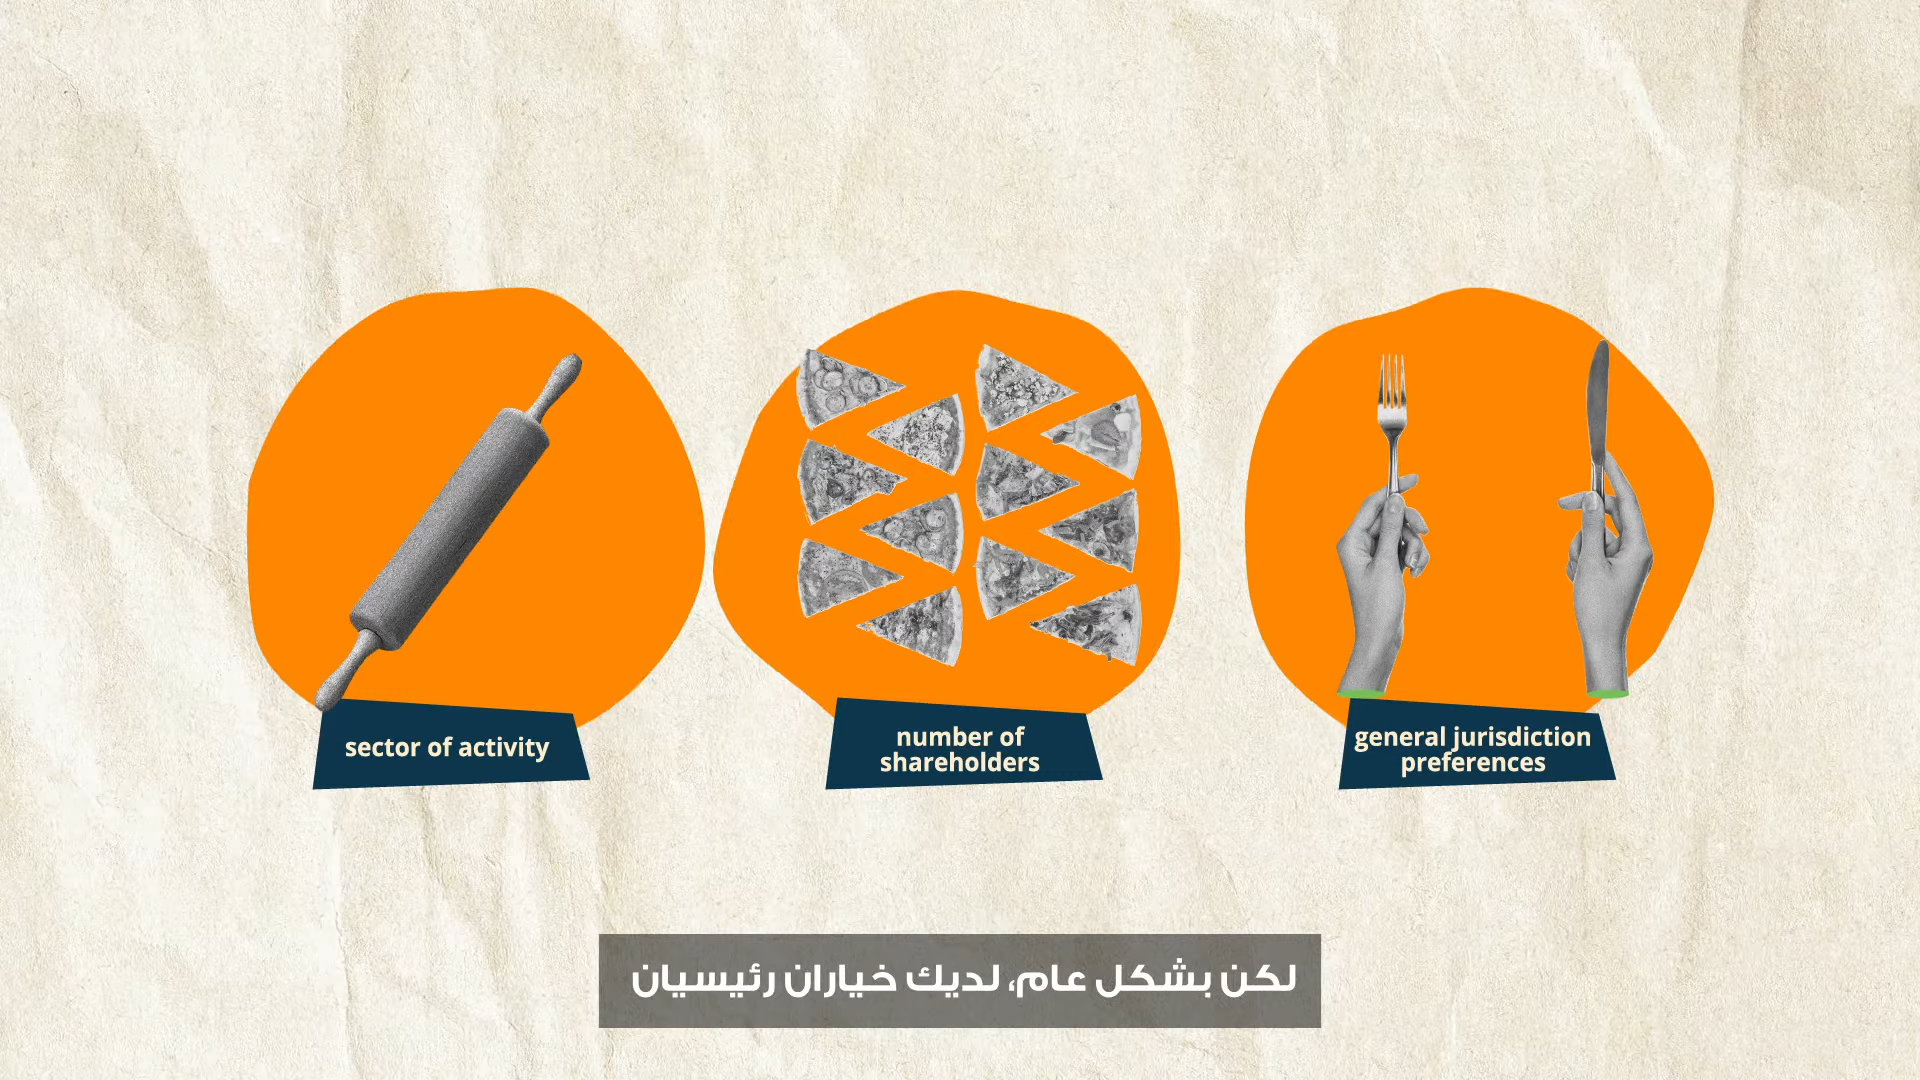 sector of activity
number of
shareholders
general jurisdiction
preferences
لكن بشكل عام، لديك خياران رئيسيان